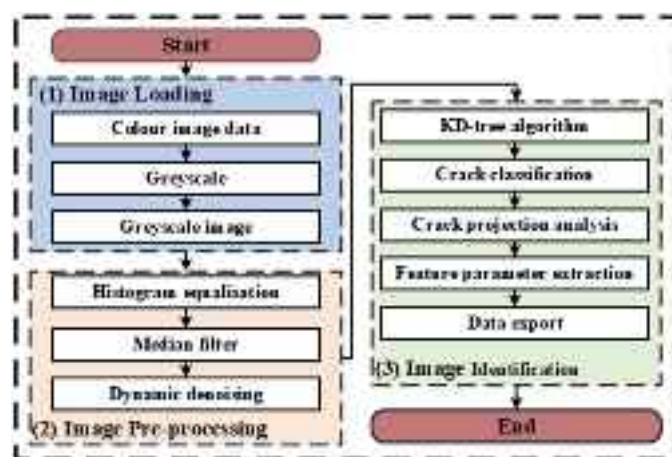 Start
(1) Image Loading
Colour image data
Greyscale
Greyscale image
Histogram equalisation
Median filter
Dynamic denoising
(2) Image Pre-processing
KD-tree algorithm
Crack classification
Crack projection analysis
Feature parameter extraction
Data export
(3) Image Identification
End